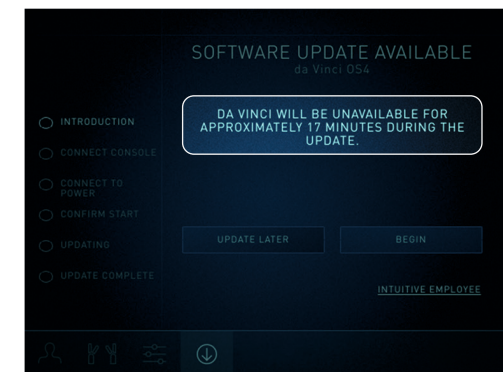 SOFTWARE UPDATE AVAILABLE
da Vinci OS4
DA VINCI WILL BE UNAVAILABLE FOR
APPROXIMATELY 17 MINUTES DURING THE
UPDATE.
INTRODUCTION
CONNECT CONSOLE
CONNECT TO
POWER
CONFIRM START
UPDATING
UPDATE COMPLETE
UPDATE LATER
BEGIN
INTUITIVE EMPLOYEE